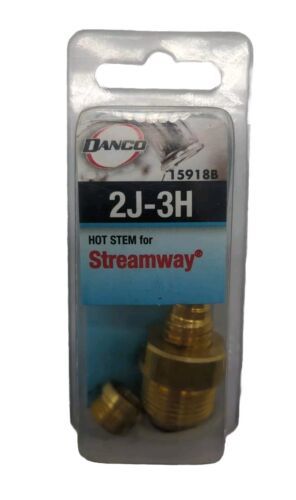 DANCO
15918B
2J-3H
HOT STEM for
Streamway®